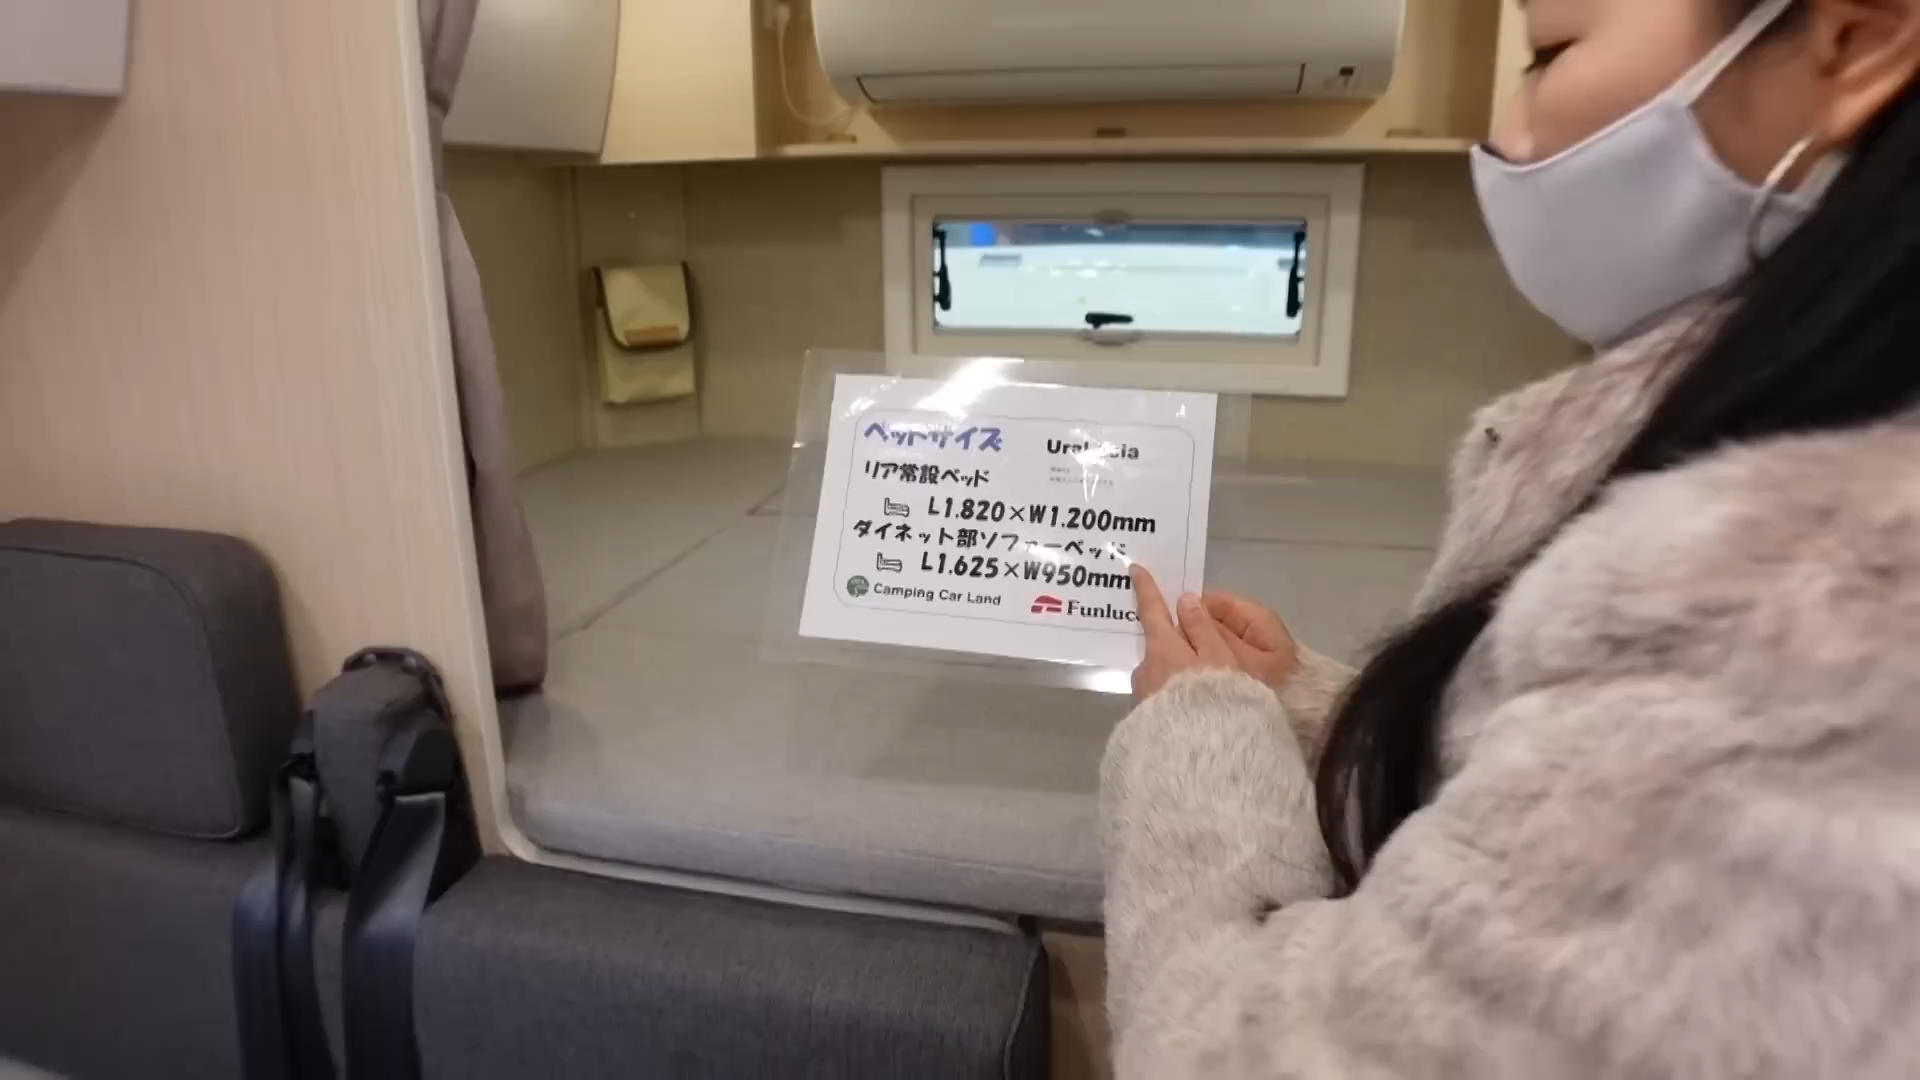 ベッドサイズ
リア常設ベッド
L1.820×W1.200mm
ダイネット部ソファーベッド
L1.625×W950mm
Camping Car Land